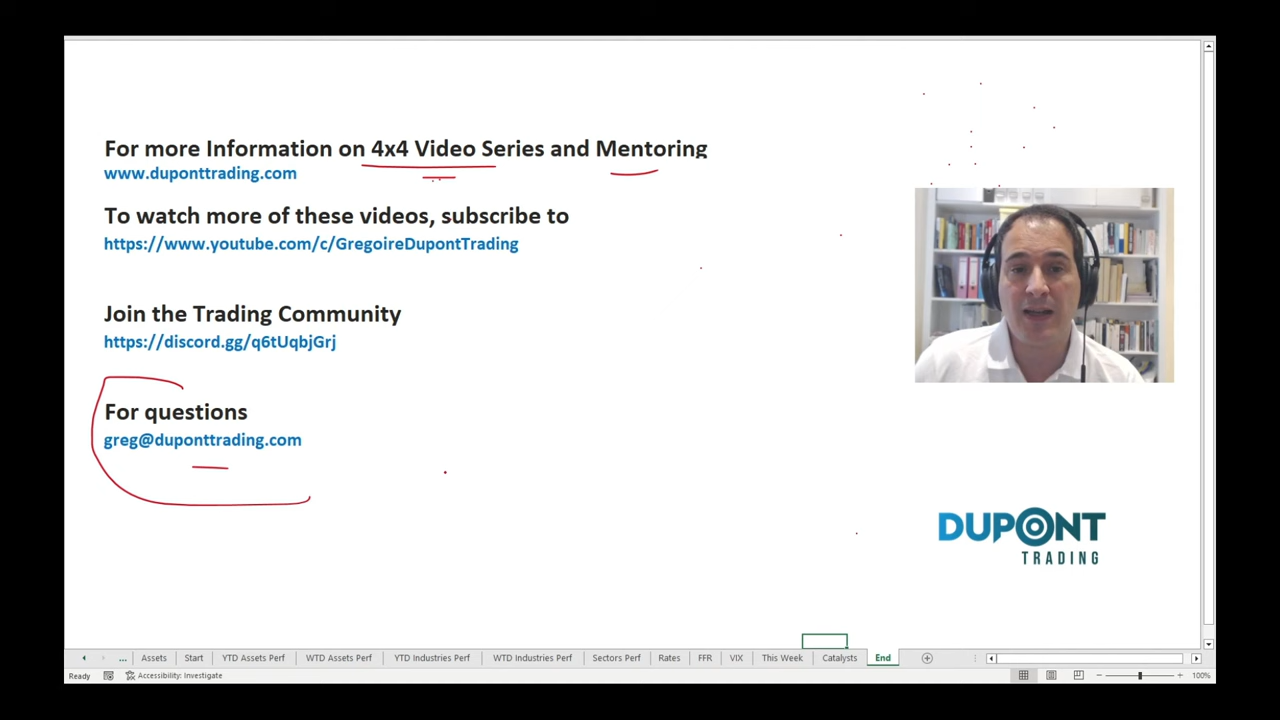 For more Information on 4x4 Video Series and Mentoring
www.duponttrading.com
To watch more of these videos, subscribe to
https://www.youtube.com/c/GregoireDupontTrading
Join the Trading Community
https://discord.gg/q6tUqbjGrj
For questions
greg@duponttrading.com
DUPONT
TRADING
... Assets Start YTD Assets Perf WTD Assets Perf YTD Industries Perf WTD Industries Perf Sectors Perf Rates FFR VIX This Week Catalysts End
Ready Accessibility: Investigate 100%